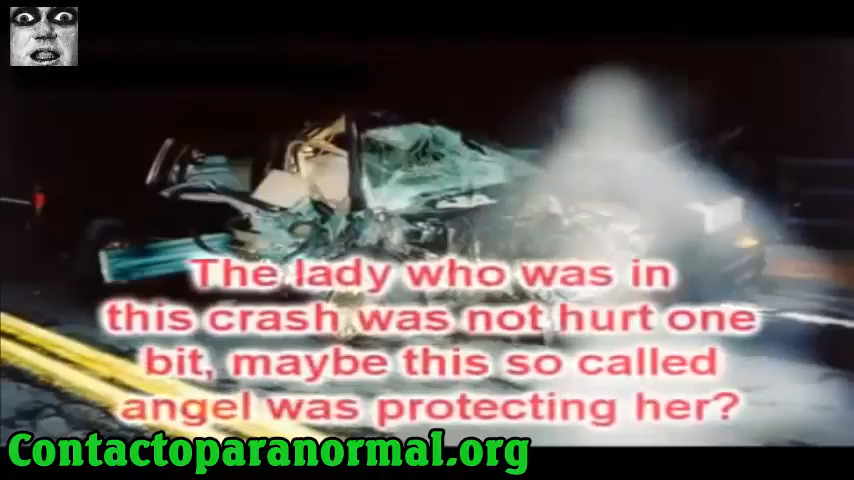 The lady who was in
this crash was not hurt one
bit, maybe this so called
angel was protecting her?
Contactoparanormal.org